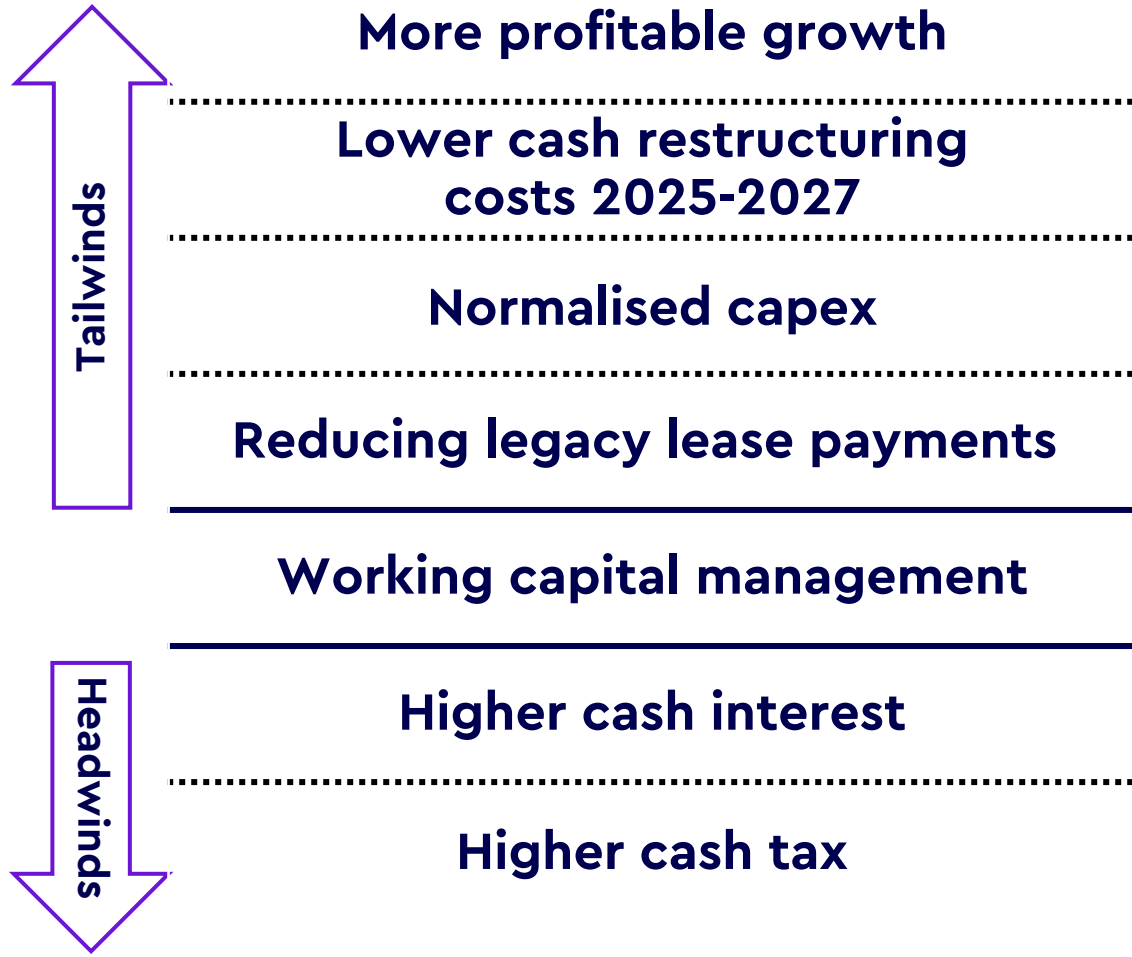 More profitable growth
Lower cash restructuring
costs 2025-2027
Tailwinds
Normalised capex
Reducing legacy lease payments
Working capital management
Higher cash interest
Headwinds
Higher cash tax